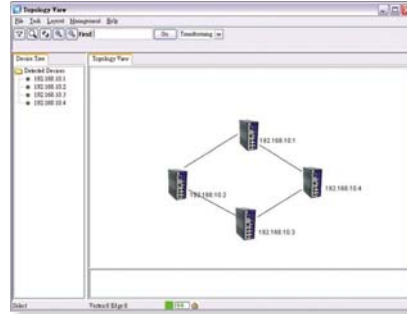 Topology View
File Task Layout Management Help
Find Go Transforming
Device Tree
Topology View
Detected Devices
192.168.10.1
192.168.10.2
192.168.10.3
192.168.10.4
192.168.10.1
192.168.10.2
192.168.10.4
192.168.10.3
Select